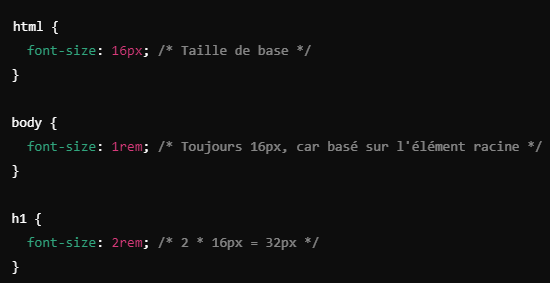 html {
font-size: 16px; /* Taille de base */
}
body {
font-size: 1rem; /* Toujours 16px, car basé sur l'élément racine */
}
h1 {
font-size: 2rem; /* 2 * 16px = 32px */
}